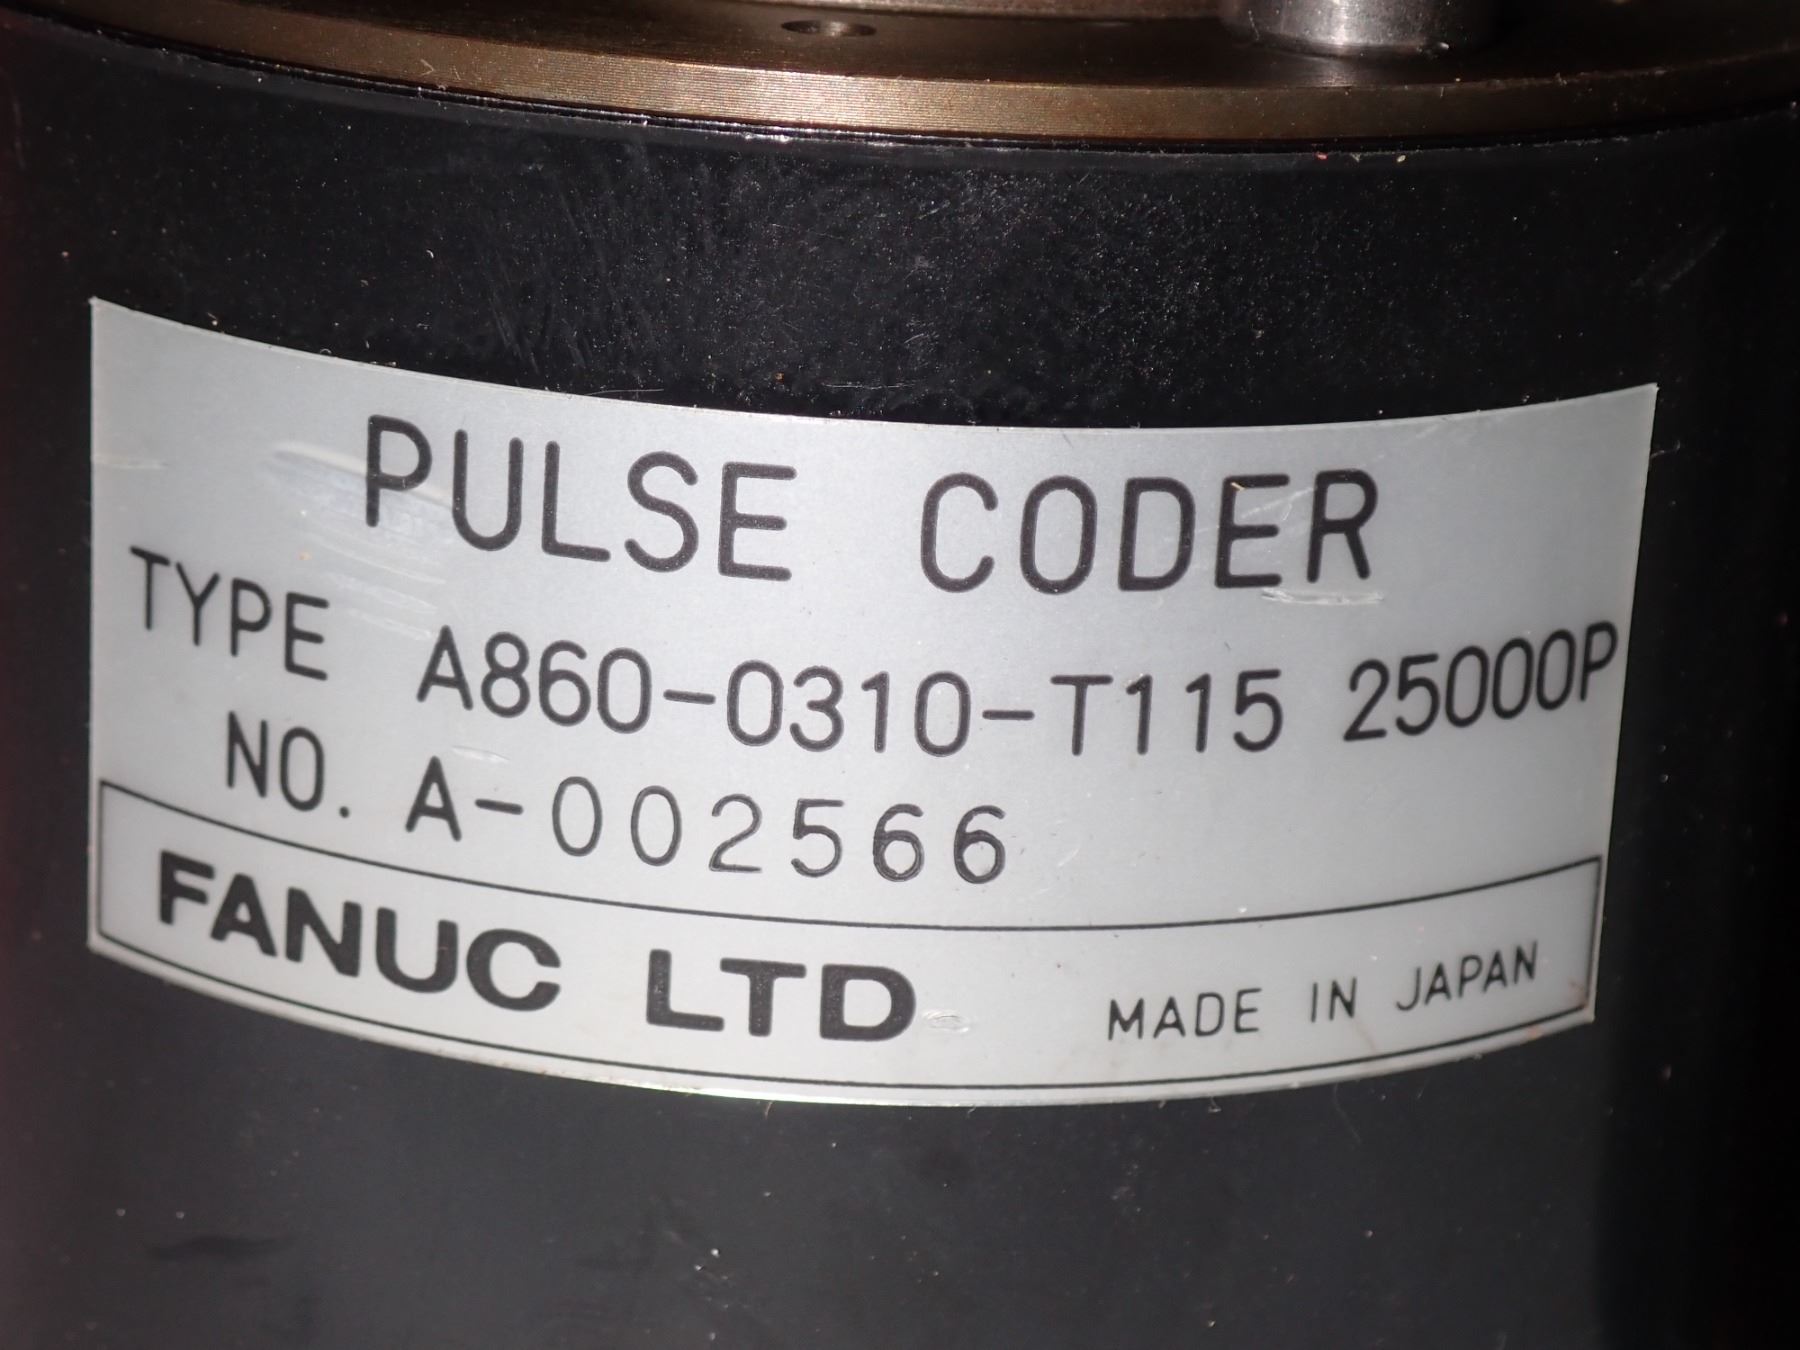 PULSE CODER
TYPE A860-0310-T115 25000P
NO. A-002566
FANUC LTD MADE IN JAPAN